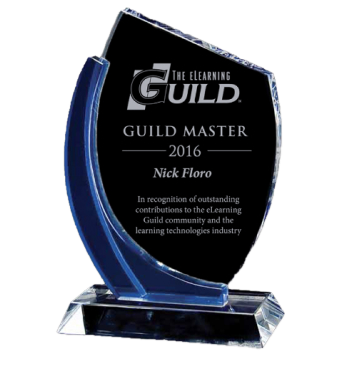 THE ELEARNING
GUILD®
GUILD MASTER
2016
Nick Floro
In recognition of outstanding
contributions to the eLearning
Guild community and the
learning technologies industry